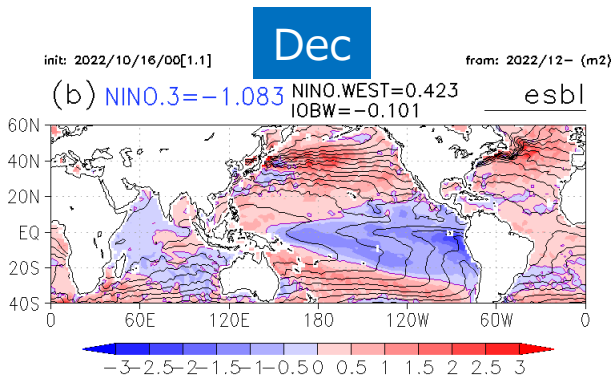 Dec
init: 2022/10/16/00[1.1]
from: 2022/12- (m2)
(b) NINO.3=-1.083 NINO.WEST=0.423 esbl
IOBW=-0.101
60N
40N
20N
EQ
20S
40S
0 60E 120E 180 120W 60W 0
-3 -2.5 -2 -1.5 -1 -0.5 0 0.5 1 1.5 2 2.5 3